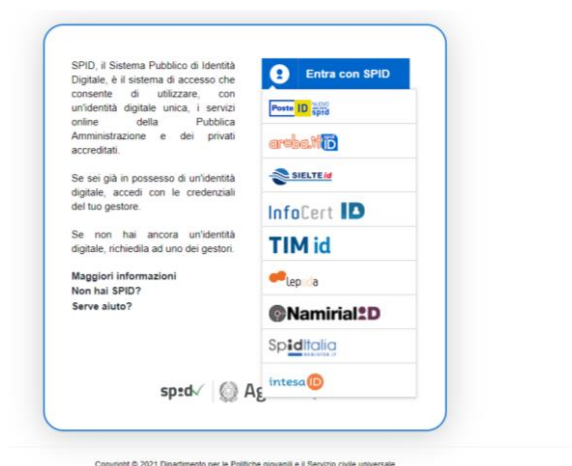 SPID, il Sistema Pubblico di Identità
Digitale, è il sistema di accesso che
consente di utilizzare, con
un'identità digitale unica, i servizi
online della Pubblica
Amministrazione e dei privati
accreditati.
Se sei già in possesso di un'identità
digitale, accedi con le credenziali
del tuo gestore.
Se non hai ancora un'identità
digitale, richiedila ad uno dei gestori.
Maggiori informazioni
Non hai SPID?
Serve aiuto?
Entra con SPID
Poste ID NUOVO spid
aruba.it ID
SIELTE id
InfoCert ID
TIM id
lepida
Namirial ID
SpidItalia
intesa ID
spid
Copyright © 2021 Dipartimento per le Politiche giovanili e il Servizio civile universale